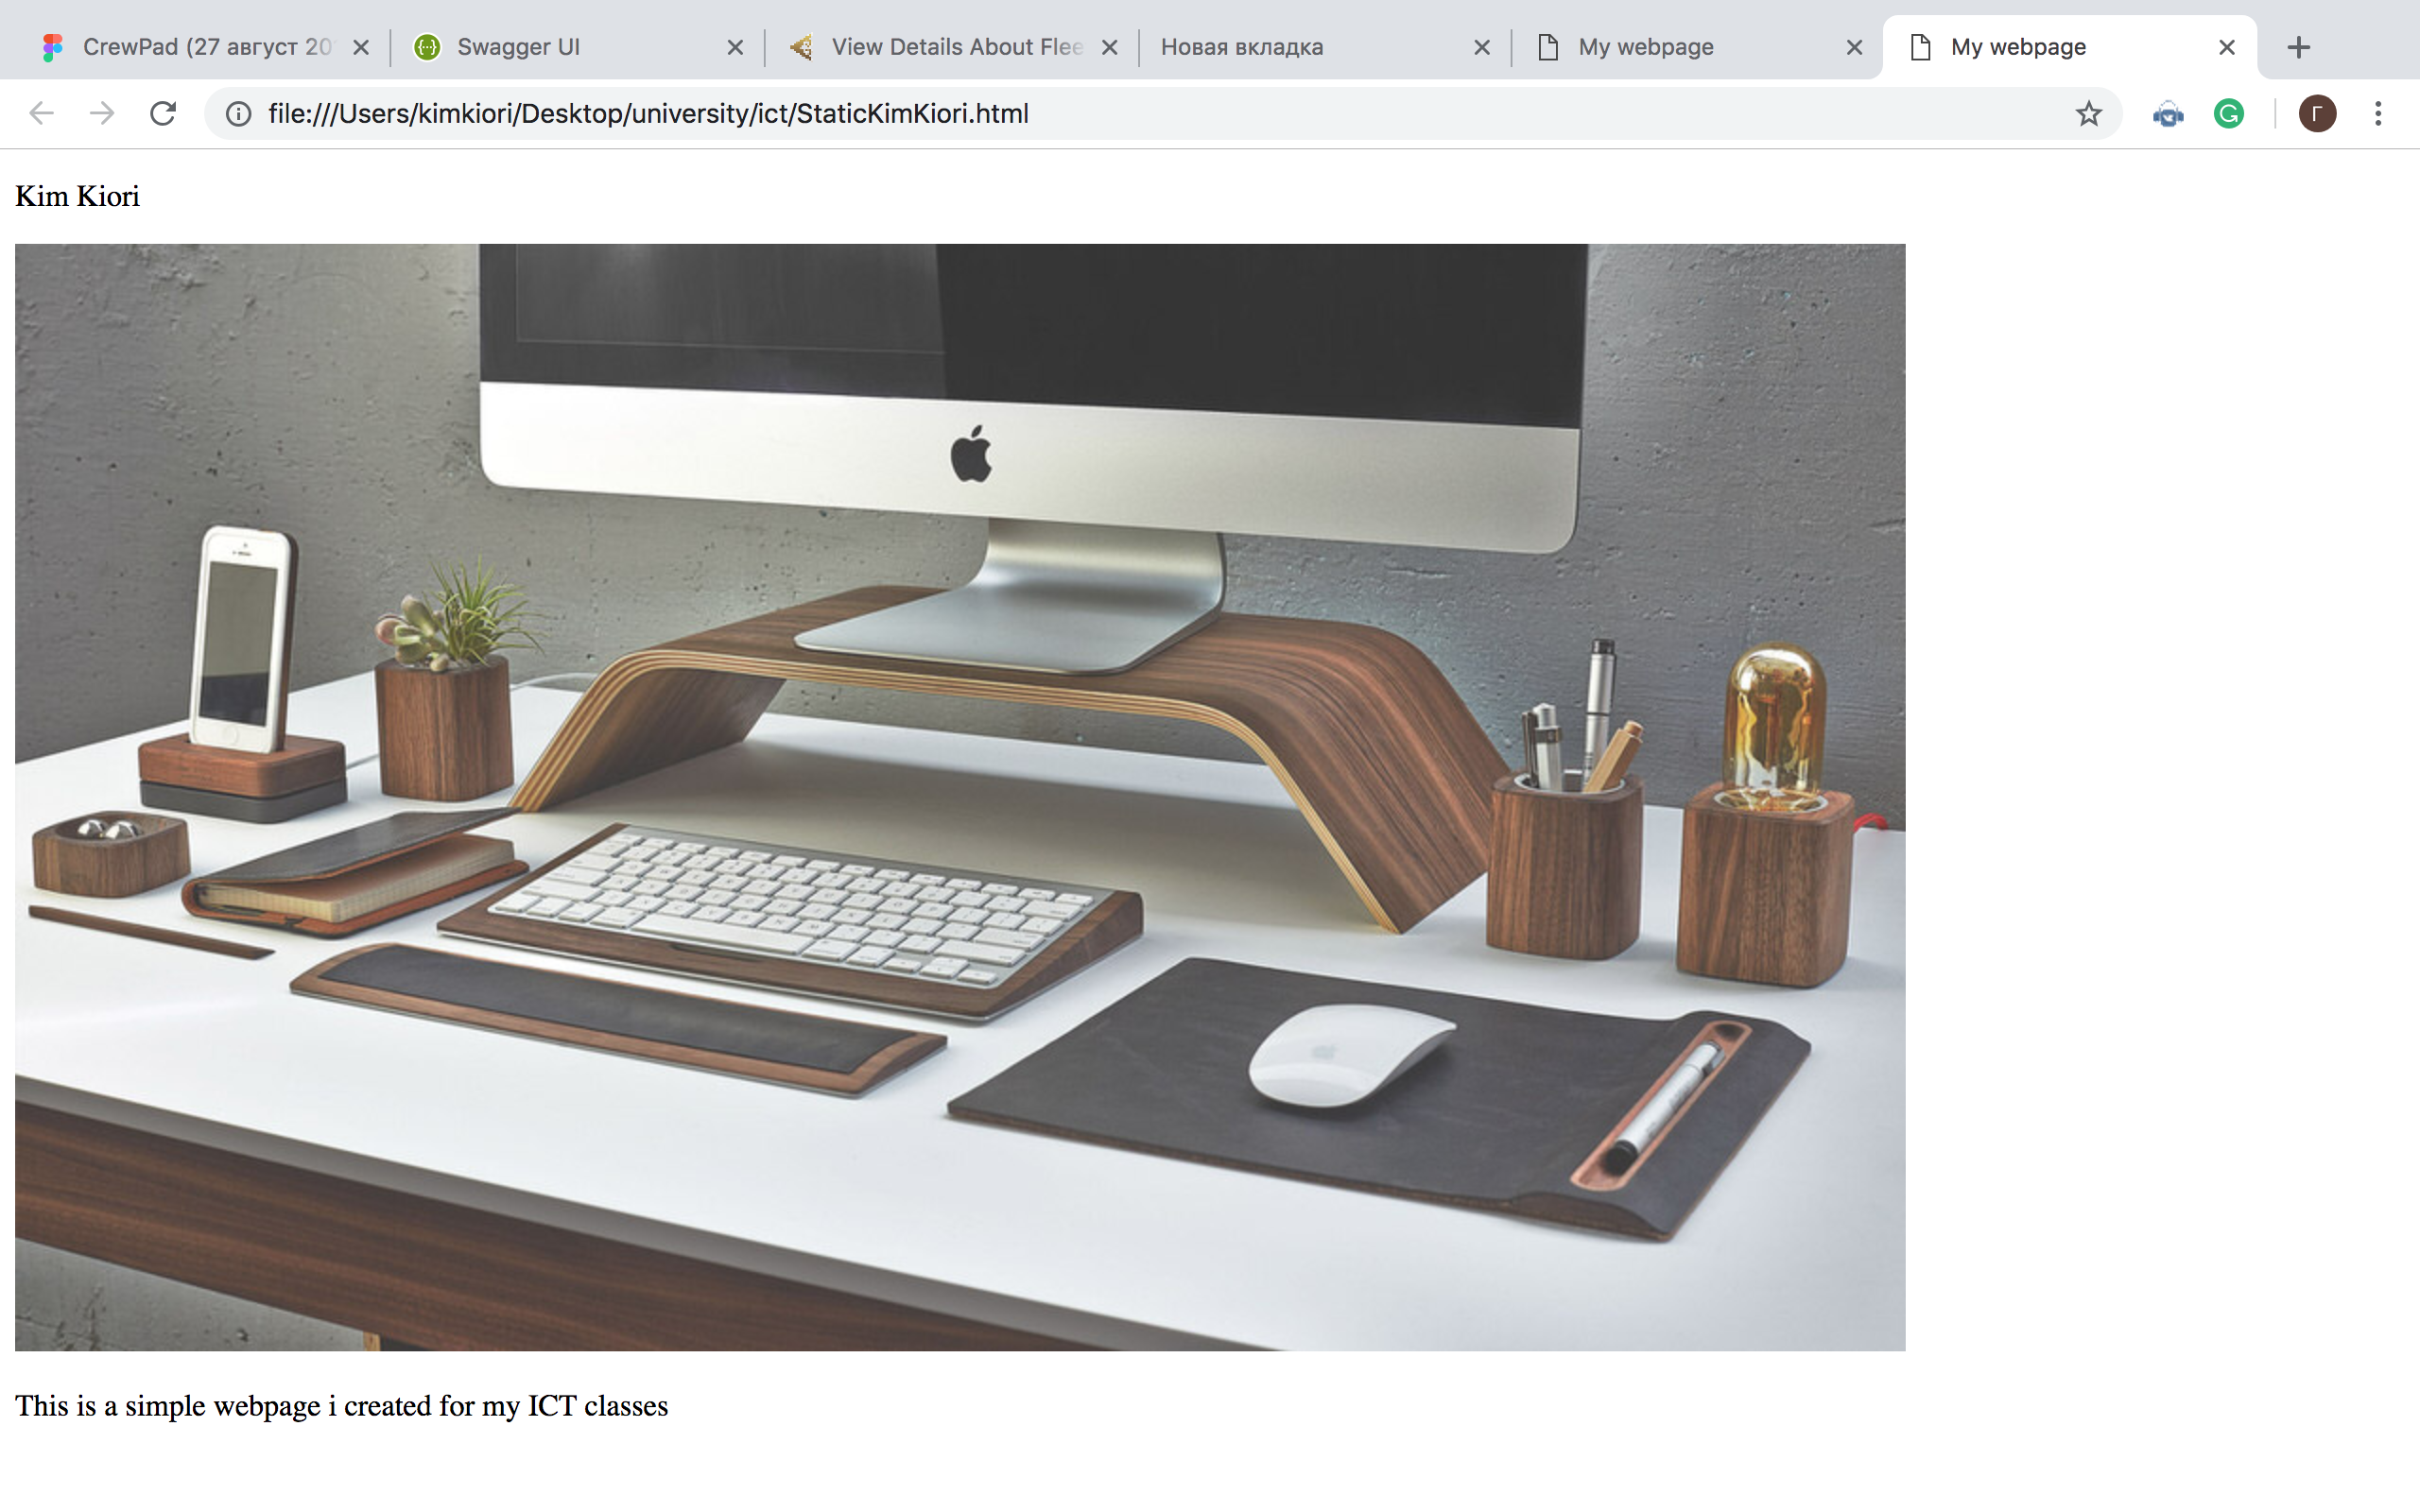 CrewPad (27 август 20
Swagger UI
View Details About Flee
Новая вкладка
My webpage
My webpage
file:///Users/kimkiori/Desktop/university/ict/StaticKimKiori.html
Г
Kim Kiori
This is a simple webpage i created for my ICT classes